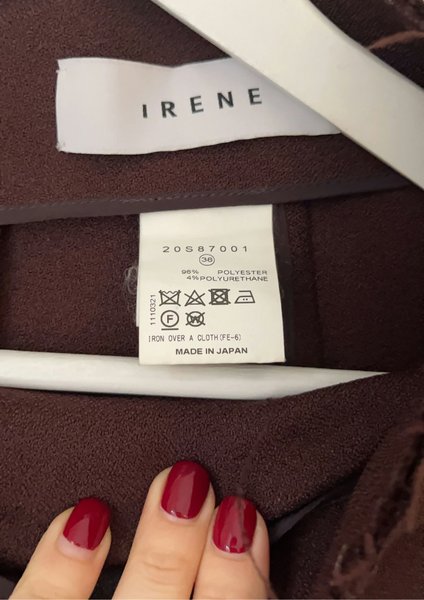 IRENE
20S87001
36
96% POLYESTER
4% POLYURETHANE
1110321
F W
IRON OVER A CLOTH(FE-6)
MADE IN JAPAN